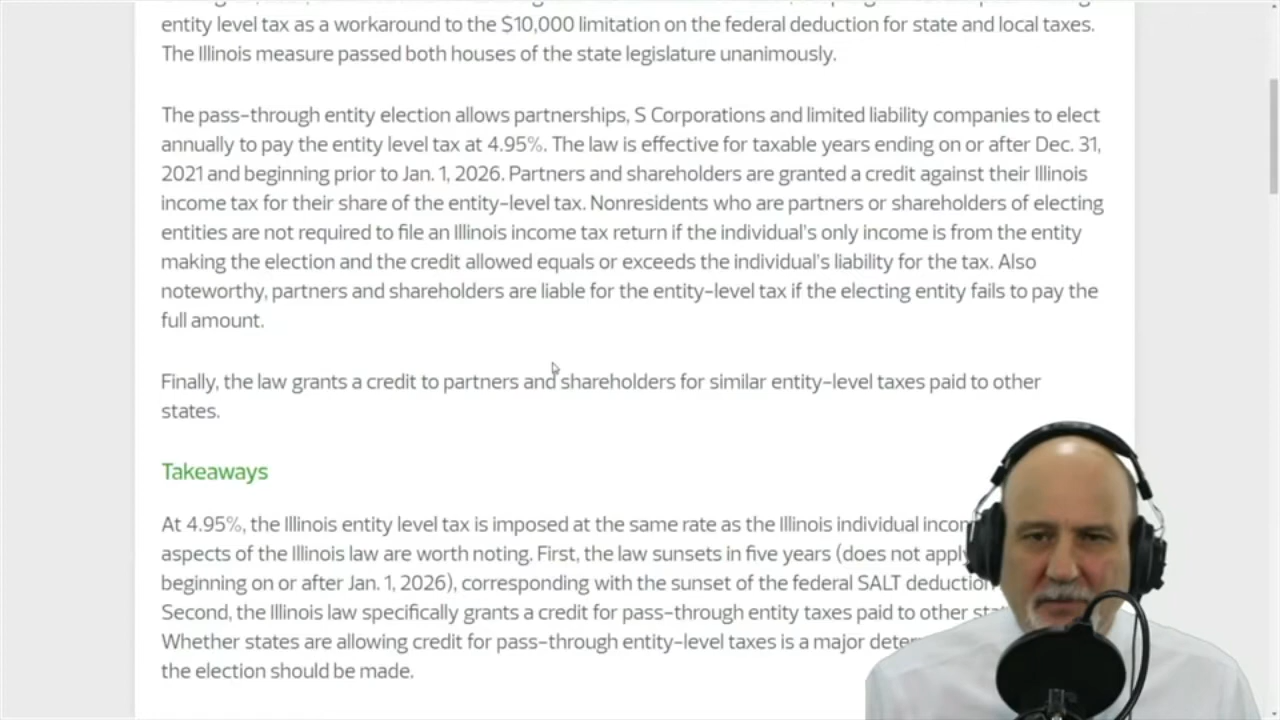 entity level tax as a workaround to the $10,000 limitation on the federal deduction for state and local taxes.
The Illinois measure passed both houses of the state legislature unanimously.
The pass-through entity election allows partnerships, S Corporations and limited liability companies to elect
annually to pay the entity level tax at 4.95%. The law is effective for taxable years ending on or after Dec. 31,
2021 and beginning prior to Jan. 1, 2026. Partners and shareholders are granted a credit against their Illinois
income tax for their share of the entity-level tax. Nonresidents who are partners or shareholders of electing
entities are not required to file an Illinois income tax return if the individual's only income is from the entity
making the election and the credit allowed equals or exceeds the individual's liability for the tax. Also
noteworthy, partners and shareholders are liable for the entity-level tax if the electing entity fails to pay the
full amount.
Finally, the law grants a credit to partners and shareholders for similar entity-level taxes paid to other
states.
Takeaways
At 4.95%, the Illinois entity level tax is imposed at the same rate as the Illinois individual
aspects of the Illinois law are worth noting. First, the law sunsets in five years (does not apply
beginning on or after Jan. 1, 2026), corresponding with the sunset of the federal SALT
Second, the Illinois law specifically grants a credit for pass-through entity taxes paid to other
Whether states are allowing credit for pass-through entity-level taxes is a major
the election should be made.